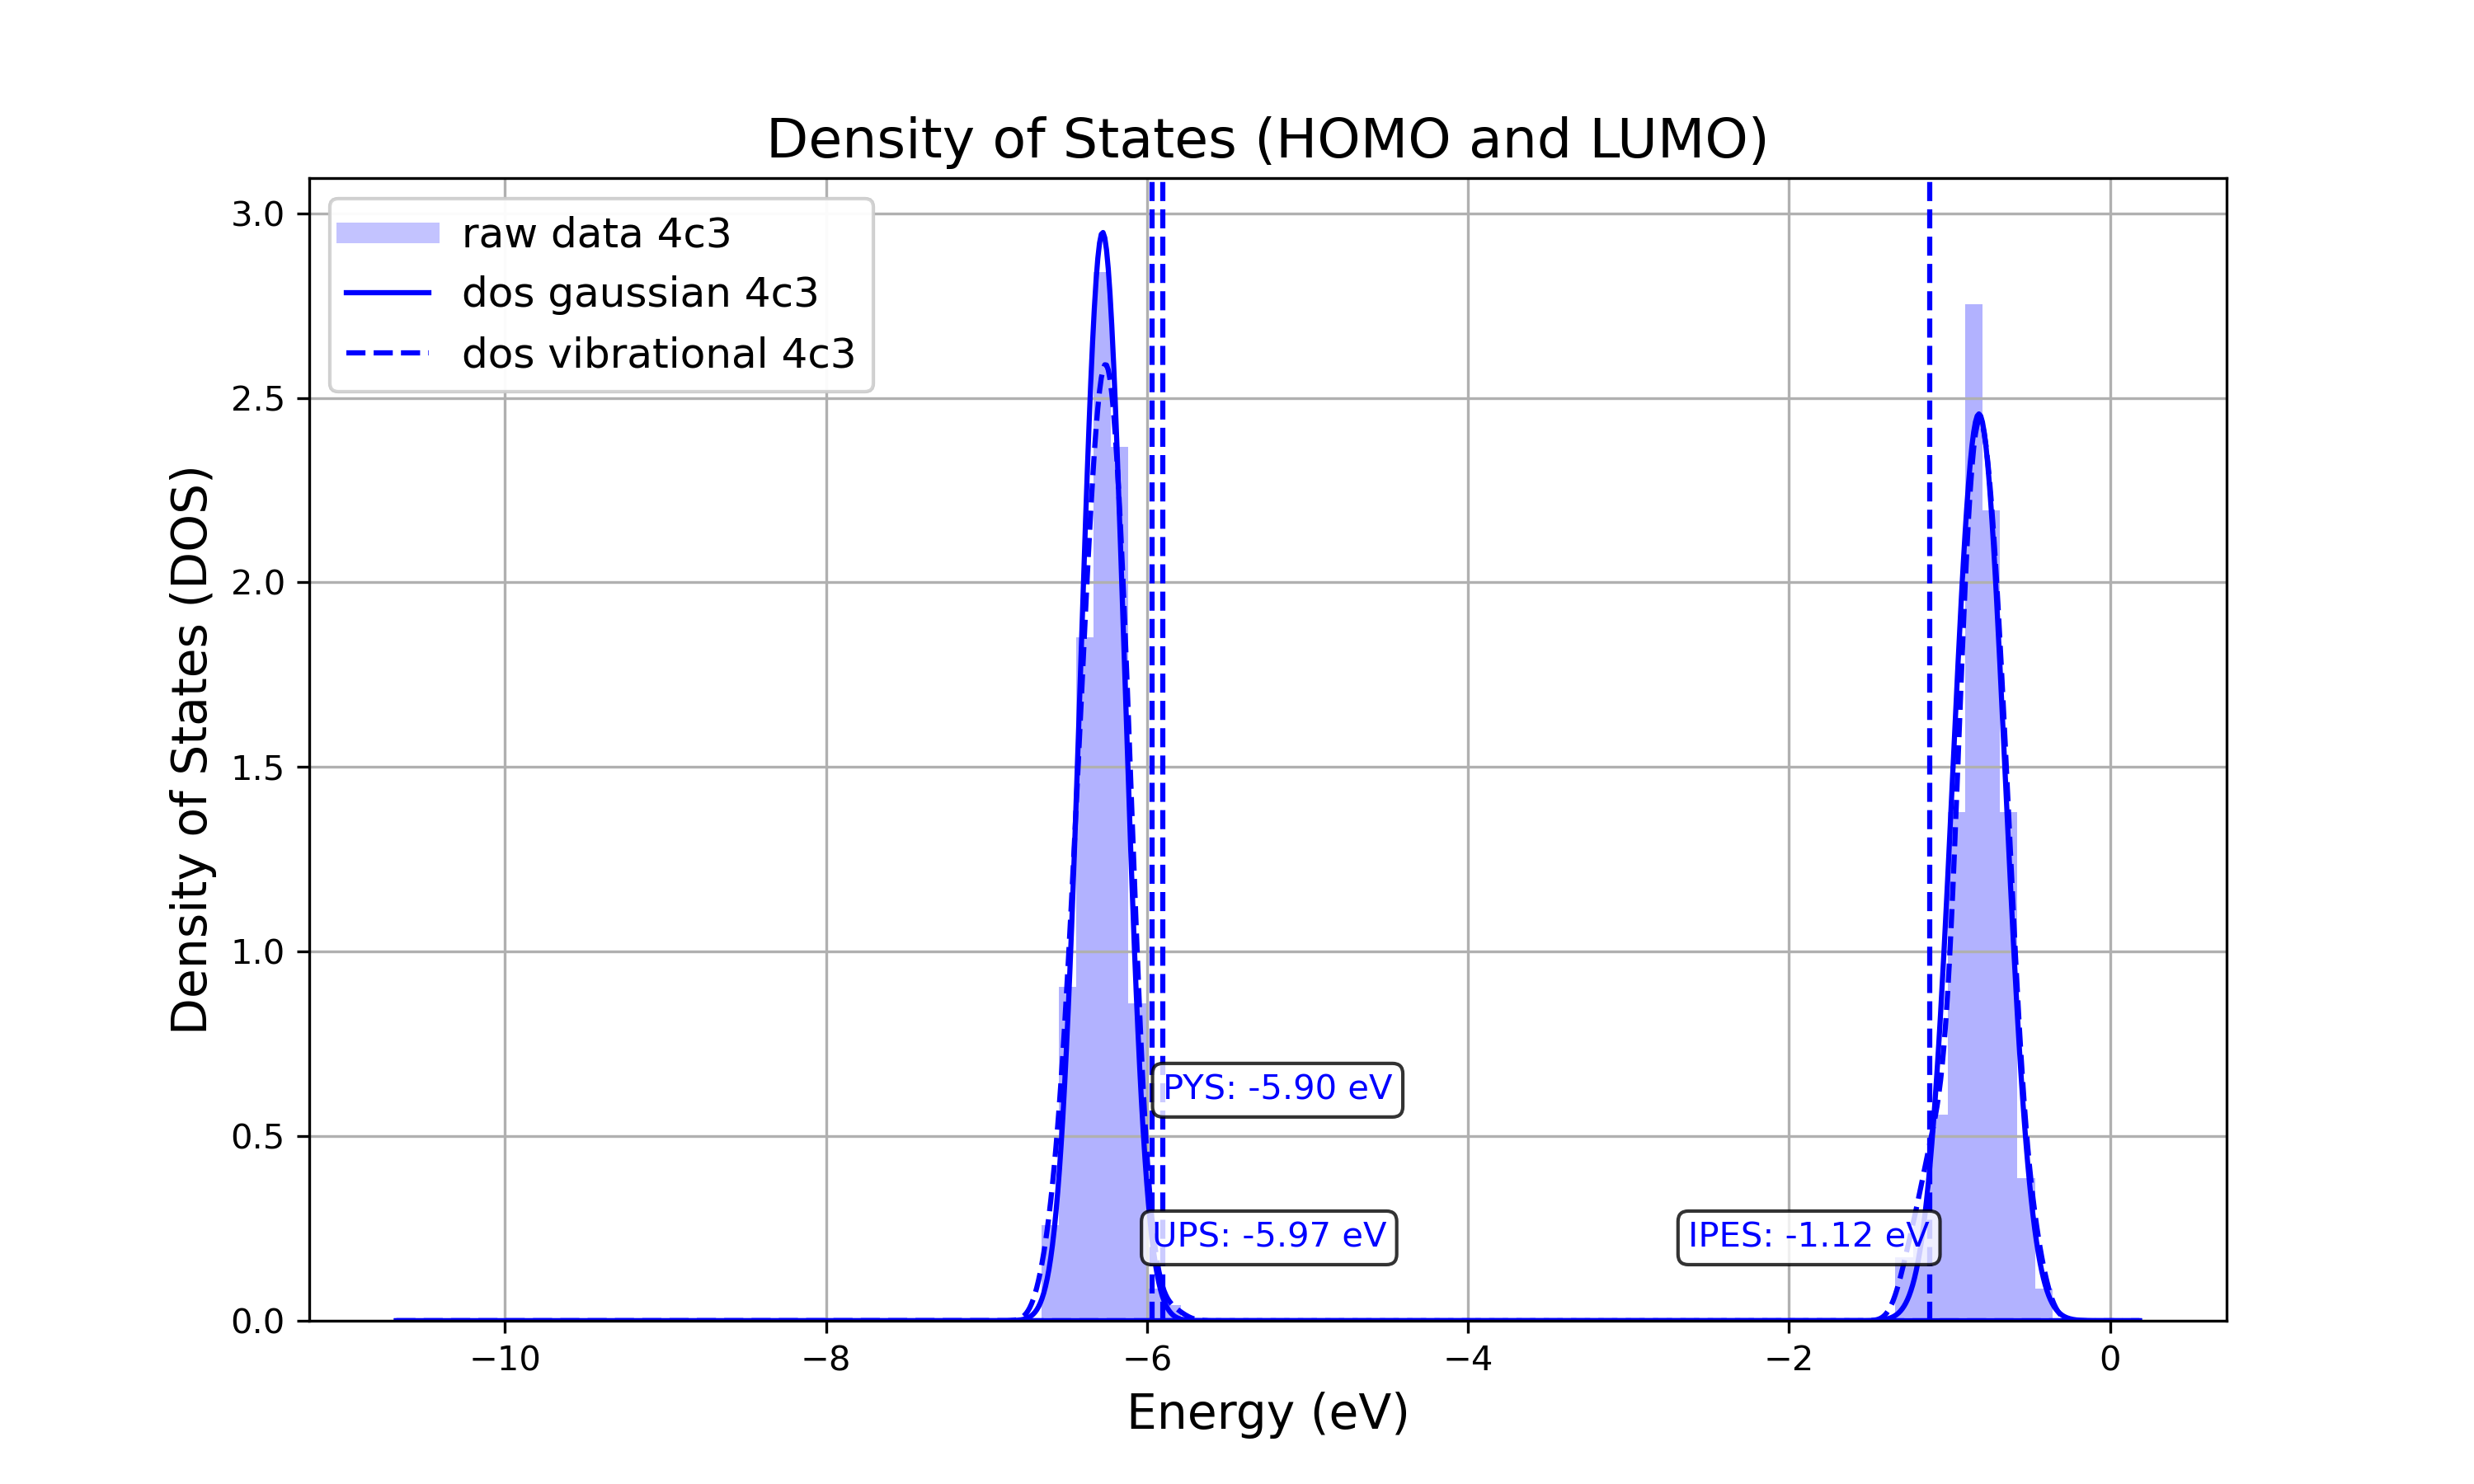 Density of States (HOMO and LUMO)
raw data 4c3
dos gaussian 4c3
dos vibrational 4c3
Density of States (DOS)
3.0
2.5
2.0
1.5
1.0
0.5
0.0
PYS: -5.90 eV
UPS: -5.97 eV
IPES: -1.12 eV
−10
−8
−6
−4
−2
0
Energy (eV)